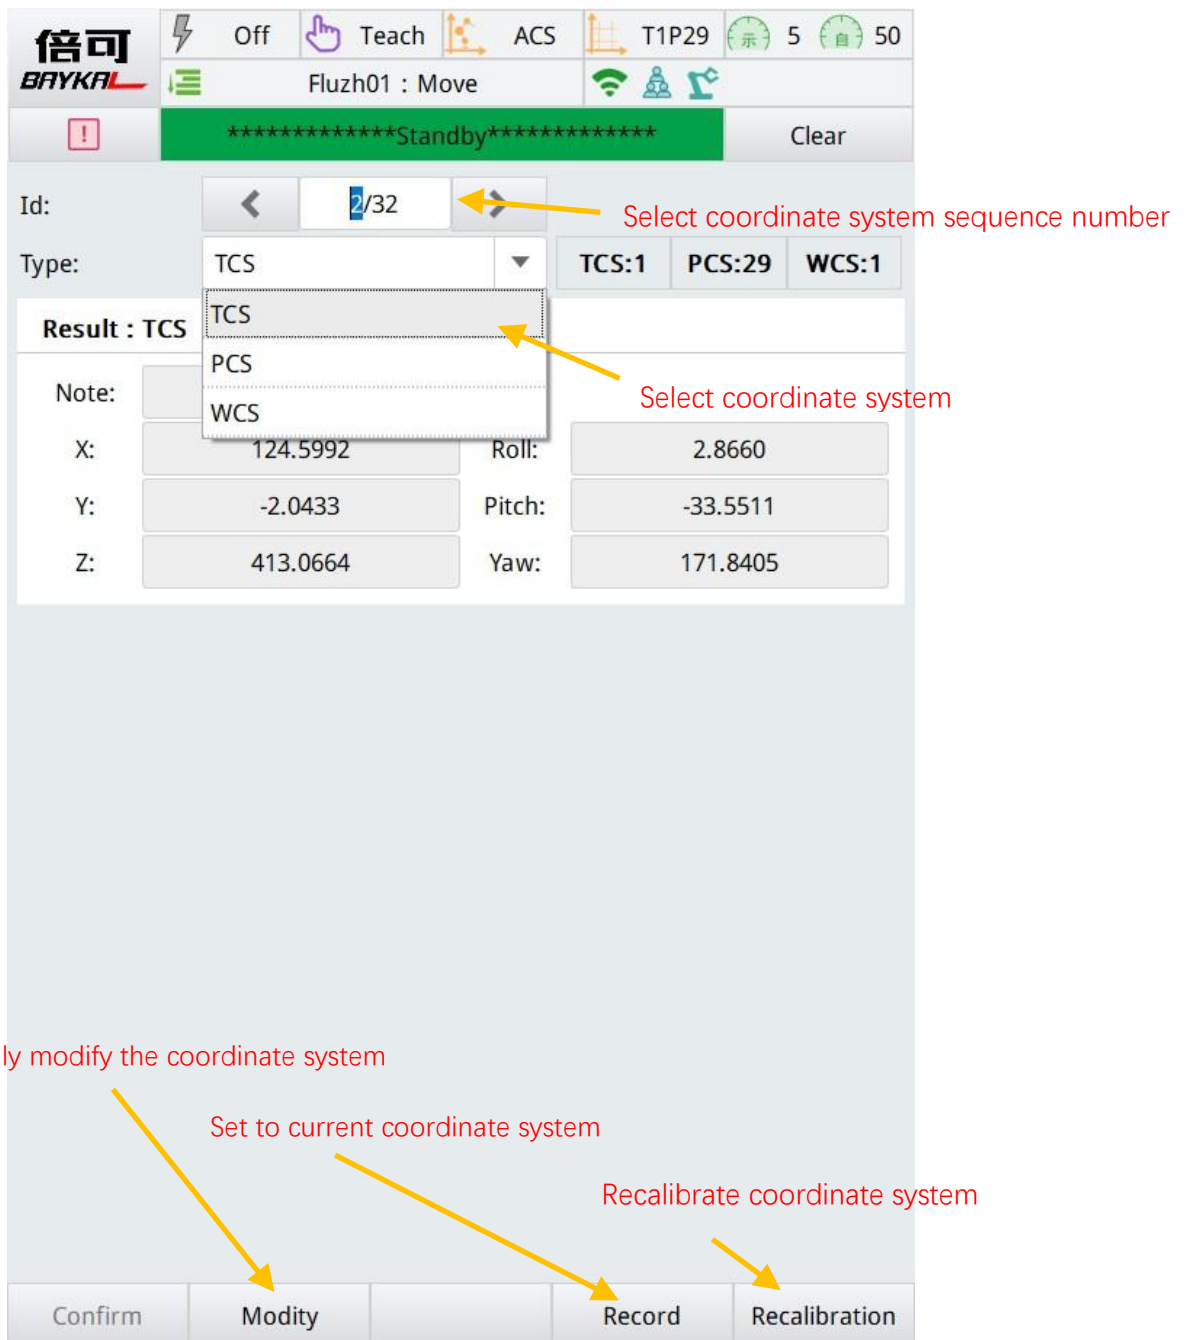 倍可 Off Teach ACS T1P29 示 5 自 50
BAYKAL Fluzh01 : Move
! *************Standby************* Clear
Id: 2/32
Select coordinate system sequence number
Type: TCS TCS:1 PCS:29 WCS:1
TCS
Result : TCS
PCS
Note:
Select coordinate system
WCS
X: 124.5992 Roll: 2.8660
Y: -2.0433 Pitch: -33.5511
Z: 413.0664 Yaw: 171.8405
ly modify the coordinate system
Set to current coordinate system
Recalibrate coordinate system
Confirm Modity Record Recalibration